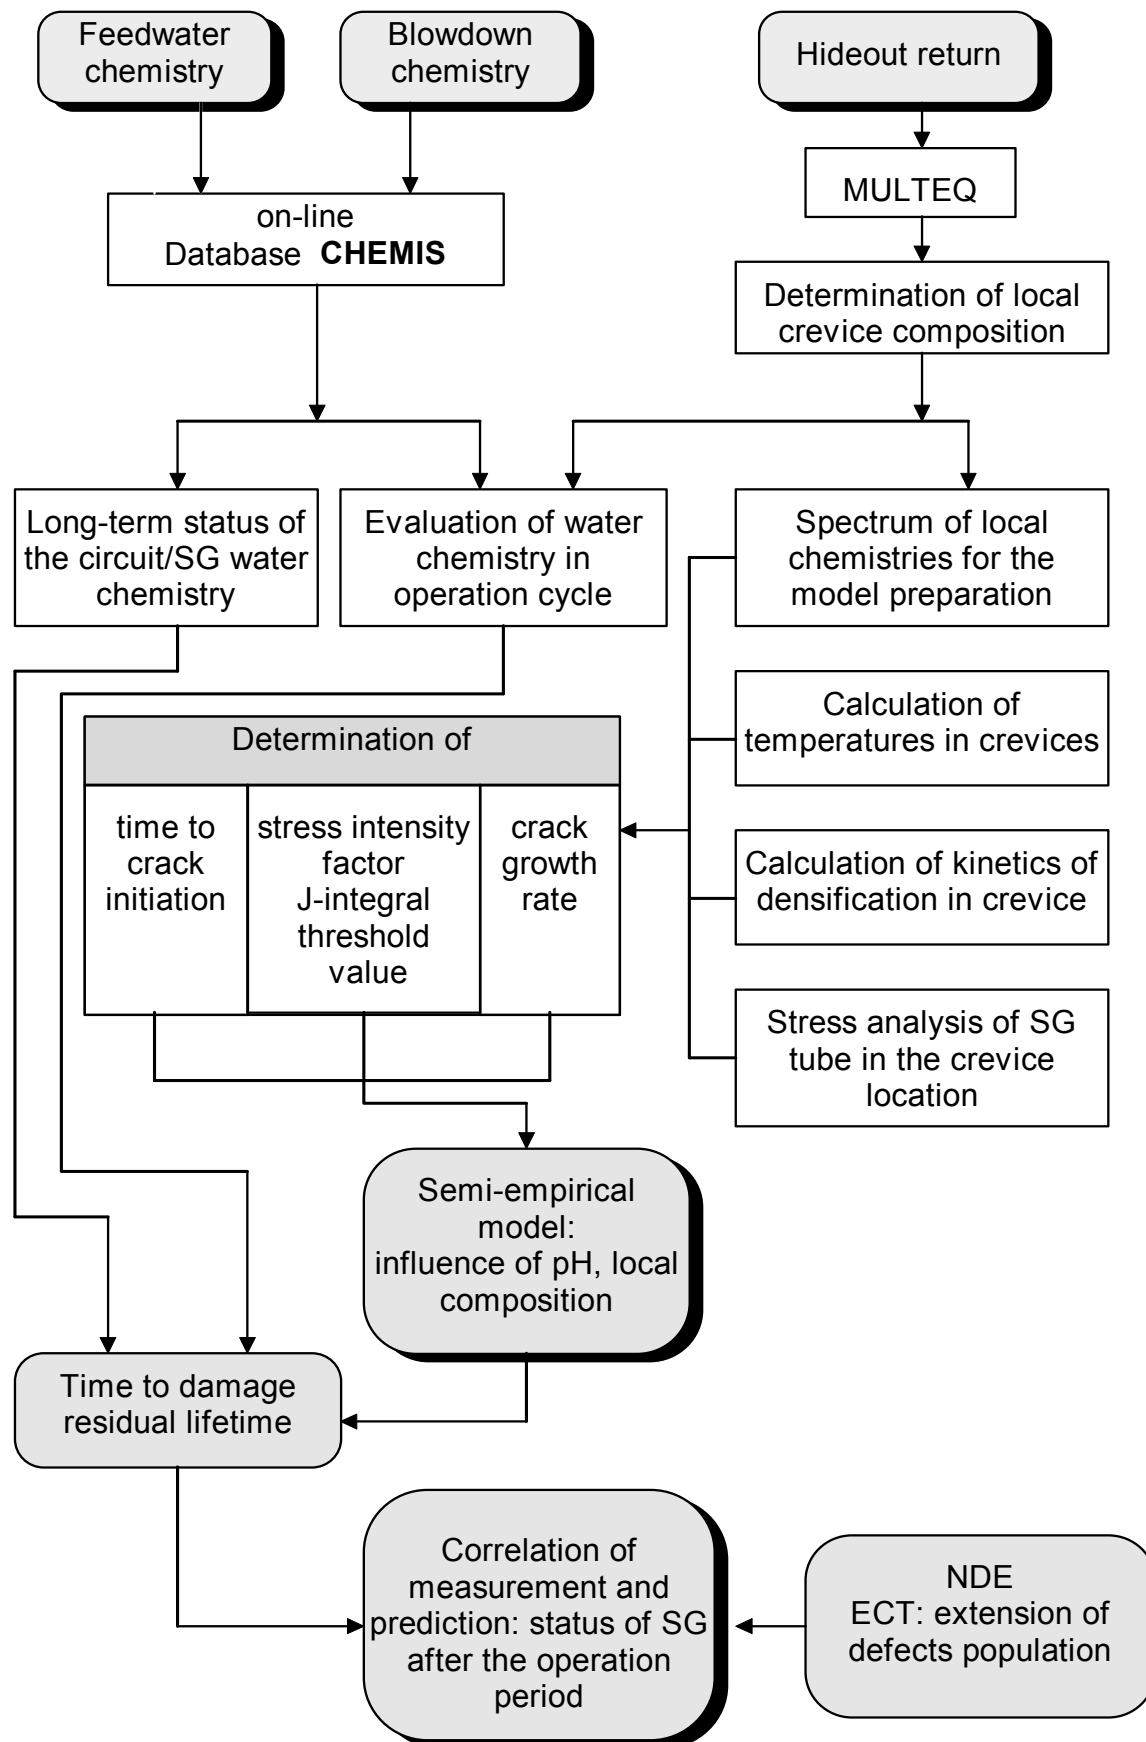 Feedwater
chemistry
Blowdown
chemistry
Hideout return
MULTEQ
on-line
Database CHEMIS
Determination of local
crevice composition
Long-term status of
the circuit/SG water
chemistry
Evaluation of water
chemistry in
operation cycle
Spectrum of local
chemistries for the
model preparation
Calculation of
temperatures in crevices
Determination of
time to
crack
initiation
stress intensity
factor
J-integral
threshold
value
crack
growth
rate
Calculation of kinetics of
densification in crevice
Stress analysis of SG
tube in the crevice
location
Semi-empirical
model:
influence of pH, local
composition
Time to damage
residual lifetime
Correlation of
measurement and
prediction: status of SG
after the operation
period
NDE
ECT: extension of
defects population